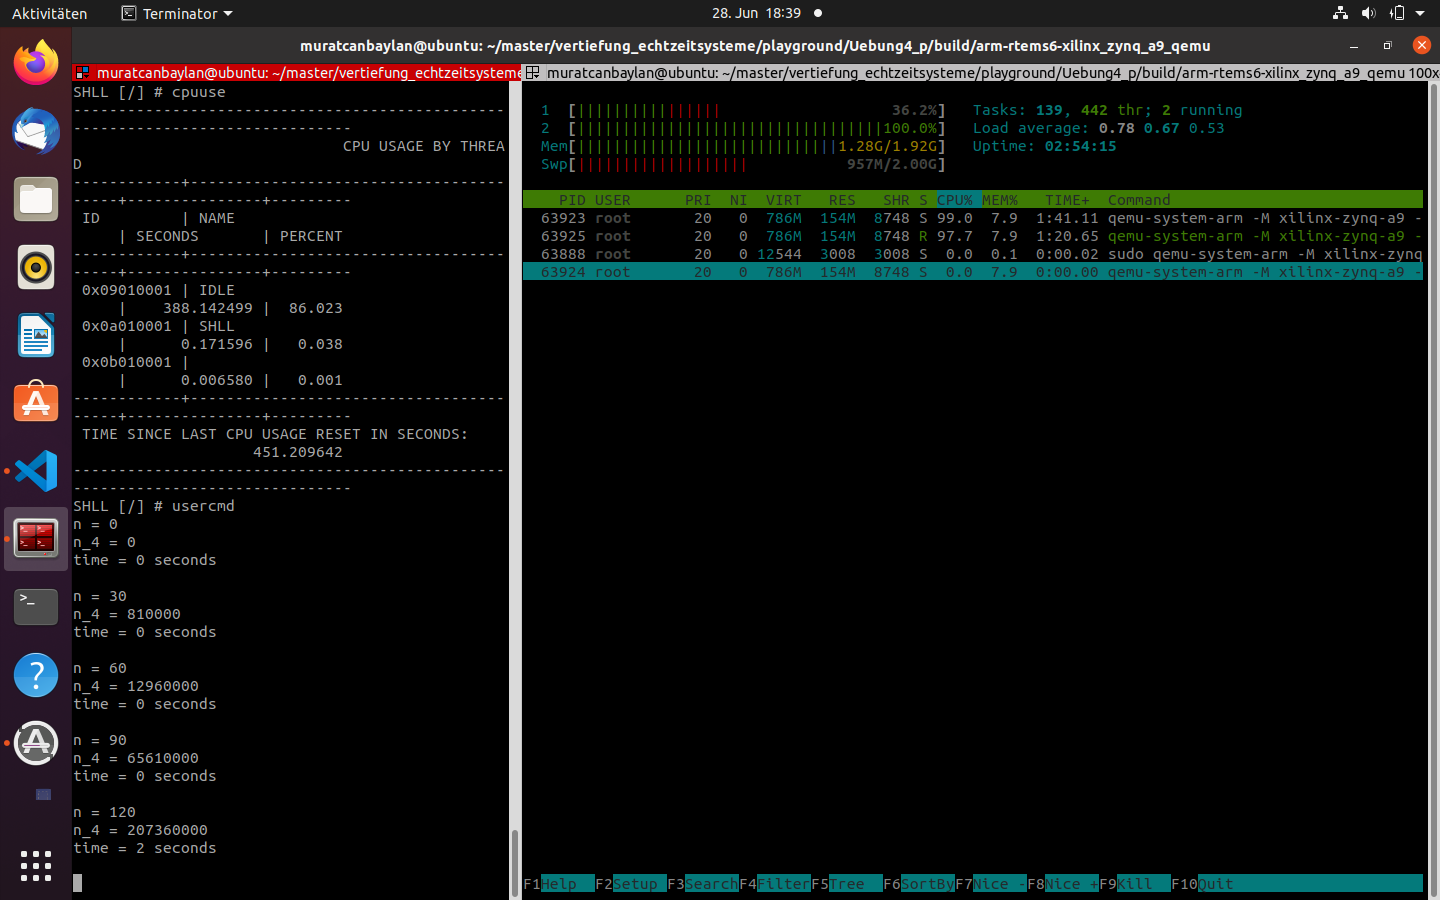 Aktivitäten Terminator 28. Jun 18:39
muratcanbaylan@ubuntu: ~/master/vertiefung_echtzeitsysteme/playground/Uebung4_p/build/arm-rtems6-xilinx_zynq_a9_qemu
muratcanbaylan@ubuntu: ~/master/vertiefung_echtzeitsysteme
SHLL [/] # cpuuse
------------------------------------------------
-------------------------------
CPU USAGE BY THREA
D
------------+-----------------------------------
-----+---------------+---------
ID | NAME
| SECONDS | PERCENT
------------+-----------------------------------
-----+---------------+---------
0x09010001 | IDLE
| 388.142499 | 86.023
0x0a010001 | SHLL
| 0.171596 | 0.038
0x0b010001 |
| 0.006580 | 0.001
------------+-----------------------------------
-----+---------------+---------
TIME SINCE LAST CPU USAGE RESET IN SECONDS:
451.209642
------------------------------------------------
-------------------------------
SHLL [/] # usercmd
n = 0
n_4 = 0
time = 0 seconds
n = 30
n_4 = 810000
time = 0 seconds
n = 60
n_4 = 12960000
time = 0 seconds
n = 90
n_4 = 65610000
time = 0 seconds
n = 120
n_4 = 207360000
time = 2 seconds
muratcanbaylan@ubuntu: ~/master/vertiefung_echtzeitsysteme/playground/Uebung4_p/build/arm-rtems6-xilinx_zynq_a9_qemu 100x
1 [|||||||||||||||| 36.2%] Tasks: 139, 442 thr; 2 running
2 [||||||||||||||||||||||||||||||||||100.0%] Load average: 0.78 0.67 0.53
Mem[|||||||||||||||||||||||||||||1.28G/1.92G] Uptime: 02:54:15
Swp[||||||||||||||||||| 957M/2.00G]
PID USER PRI NI VIRT RES SHR S CPU% MEM% TIME+ Command
63923 root 20 0 786M 154M 8748 S 99.0 7.9 1:41.11 qemu-system-arm -M xilinx-zynq-a9 -
63925 root 20 0 786M 154M 8748 R 97.7 7.9 1:20.65 qemu-system-arm -M xilinx-zynq-a9 -
63888 root 20 0 12544 3008 3008 S 0.0 0.1 0:00.02 sudo qemu-system-arm -M xilinx-zynq
63924 root 20 0 786M 154M 8748 S 0.0 7.9 0:00.00 qemu-system-arm -M xilinx-zynq-a9 -
F1Help F2Setup F3SearchF4FilterF5Tree F6SortByF7Nice -F8Nice +F9Kill F10Quit